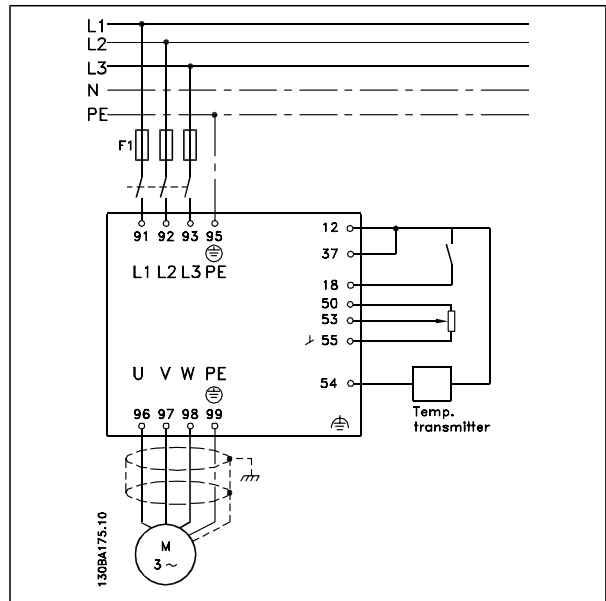 L1
L2
L3
N
PE
F1
91 92 93 95
L1 L2 L3 PE
12
37
18
50
53
55
54
Temp.
transmitter
U V W PE
96 97 98 99
M
3 ~
130BA175.10